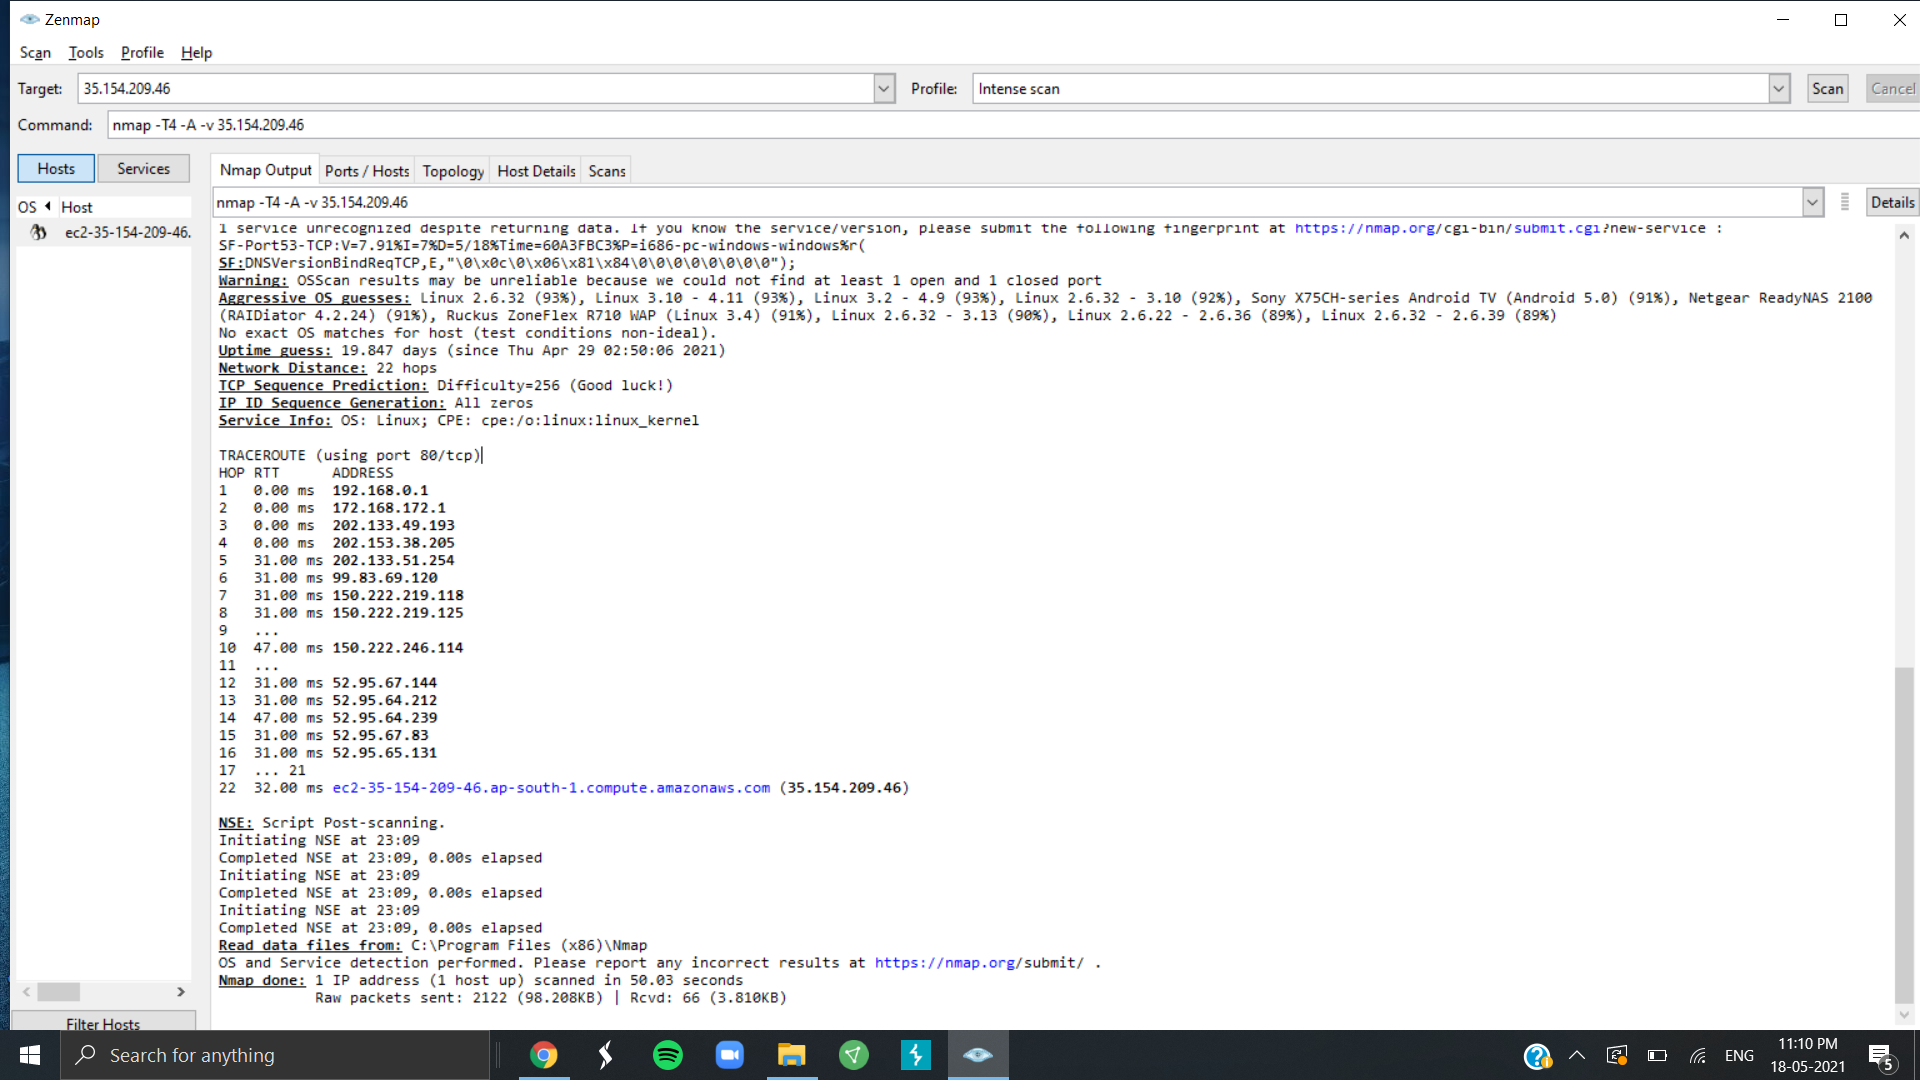 Zenmap
Scan Tools Profile Help
Target: 35.154.209.46 Profile: Intense scan Scan Cancel
Command: nmap -T4 -A -v 35.154.209.46
Hosts Services Nmap Output Ports / Hosts Topology Host Details Scans
nmap -T4 -A -v 35.154.209.46 Details
OS Host
ec2-35-154-209-46.
1 service unrecognized despite returning data. If you know the service/version, please submit the following fingerprint at https://nmap.org/cgi-bin/submit.cgi?new-service :
SF-Port53-TCP:V=7.91%I=7%D=5/18%Time=60A3FBC3%P=i686-pc-windows-windows%r(
SF:DNSVersionBindReqTCP,E,"\0\x0c\0\x06\x81\x84\0\0\0\0\0\0\0\0");
Warning: OSScan results may be unreliable because we could not find at least 1 open and 1 closed port
Aggressive OS guesses: Linux 2.6.32 (93%), Linux 3.10 - 4.11 (93%), Linux 3.2 - 4.9 (93%), Linux 2.6.32 - 3.10 (92%), Sony X75CH-series Android TV (Android 5.0) (91%), Netgear ReadyNAS 2100
(RAIDiator 4.2.24) (91%), Ruckus ZoneFlex R710 WAP (Linux 3.4) (91%), Linux 2.6.32 - 3.13 (90%), Linux 2.6.22 - 2.6.36 (89%), Linux 2.6.32 - 2.6.39 (89%)
No exact OS matches for host (test conditions non-ideal).
Uptime guess: 19.847 days (since Thu Apr 29 02:50:06 2021)
Network Distance: 22 hops
TCP Sequence Prediction: Difficulty=256 (Good luck!)
IP ID Sequence Generation: All zeros
Service Info: OS: Linux; CPE: cpe:/o:linux:linux_kernel
TRACEROUTE (using port 80/tcp)
HOP RTT ADDRESS
1 0.00 ms 192.168.0.1
2 0.00 ms 172.168.172.1
3 0.00 ms 202.133.49.193
4 0.00 ms 202.153.38.205
5 31.00 ms 202.133.51.254
6 31.00 ms 99.83.69.120
7 31.00 ms 150.222.219.118
8 31.00 ms 150.222.219.125
9 ...
10 47.00 ms 150.222.246.114
11 ...
12 31.00 ms 52.95.67.144
13 31.00 ms 52.95.64.212
14 47.00 ms 52.95.64.239
15 31.00 ms 52.95.67.83
16 31.00 ms 52.95.65.131
17 ... 21
22 32.00 ms ec2-35-154-209-46.ap-south-1.compute.amazonaws.com (35.154.209.46)
NSE: Script Post-scanning.
Initiating NSE at 23:09
Completed NSE at 23:09, 0.00s elapsed
Initiating NSE at 23:09
Completed NSE at 23:09, 0.00s elapsed
Initiating NSE at 23:09
Completed NSE at 23:09, 0.00s elapsed
Read data files from: C:\Program Files (x86)\Nmap
OS and Service detection performed. Please report any incorrect results at https://nmap.org/submit/ .
Nmap done: 1 IP address (1 host up) scanned in 50.03 seconds
Raw packets sent: 2122 (98.208KB) | Rcvd: 66 (3.810KB)
Filter Hosts
Search for anything
ENG
11:10 PM
18-05-2021
5